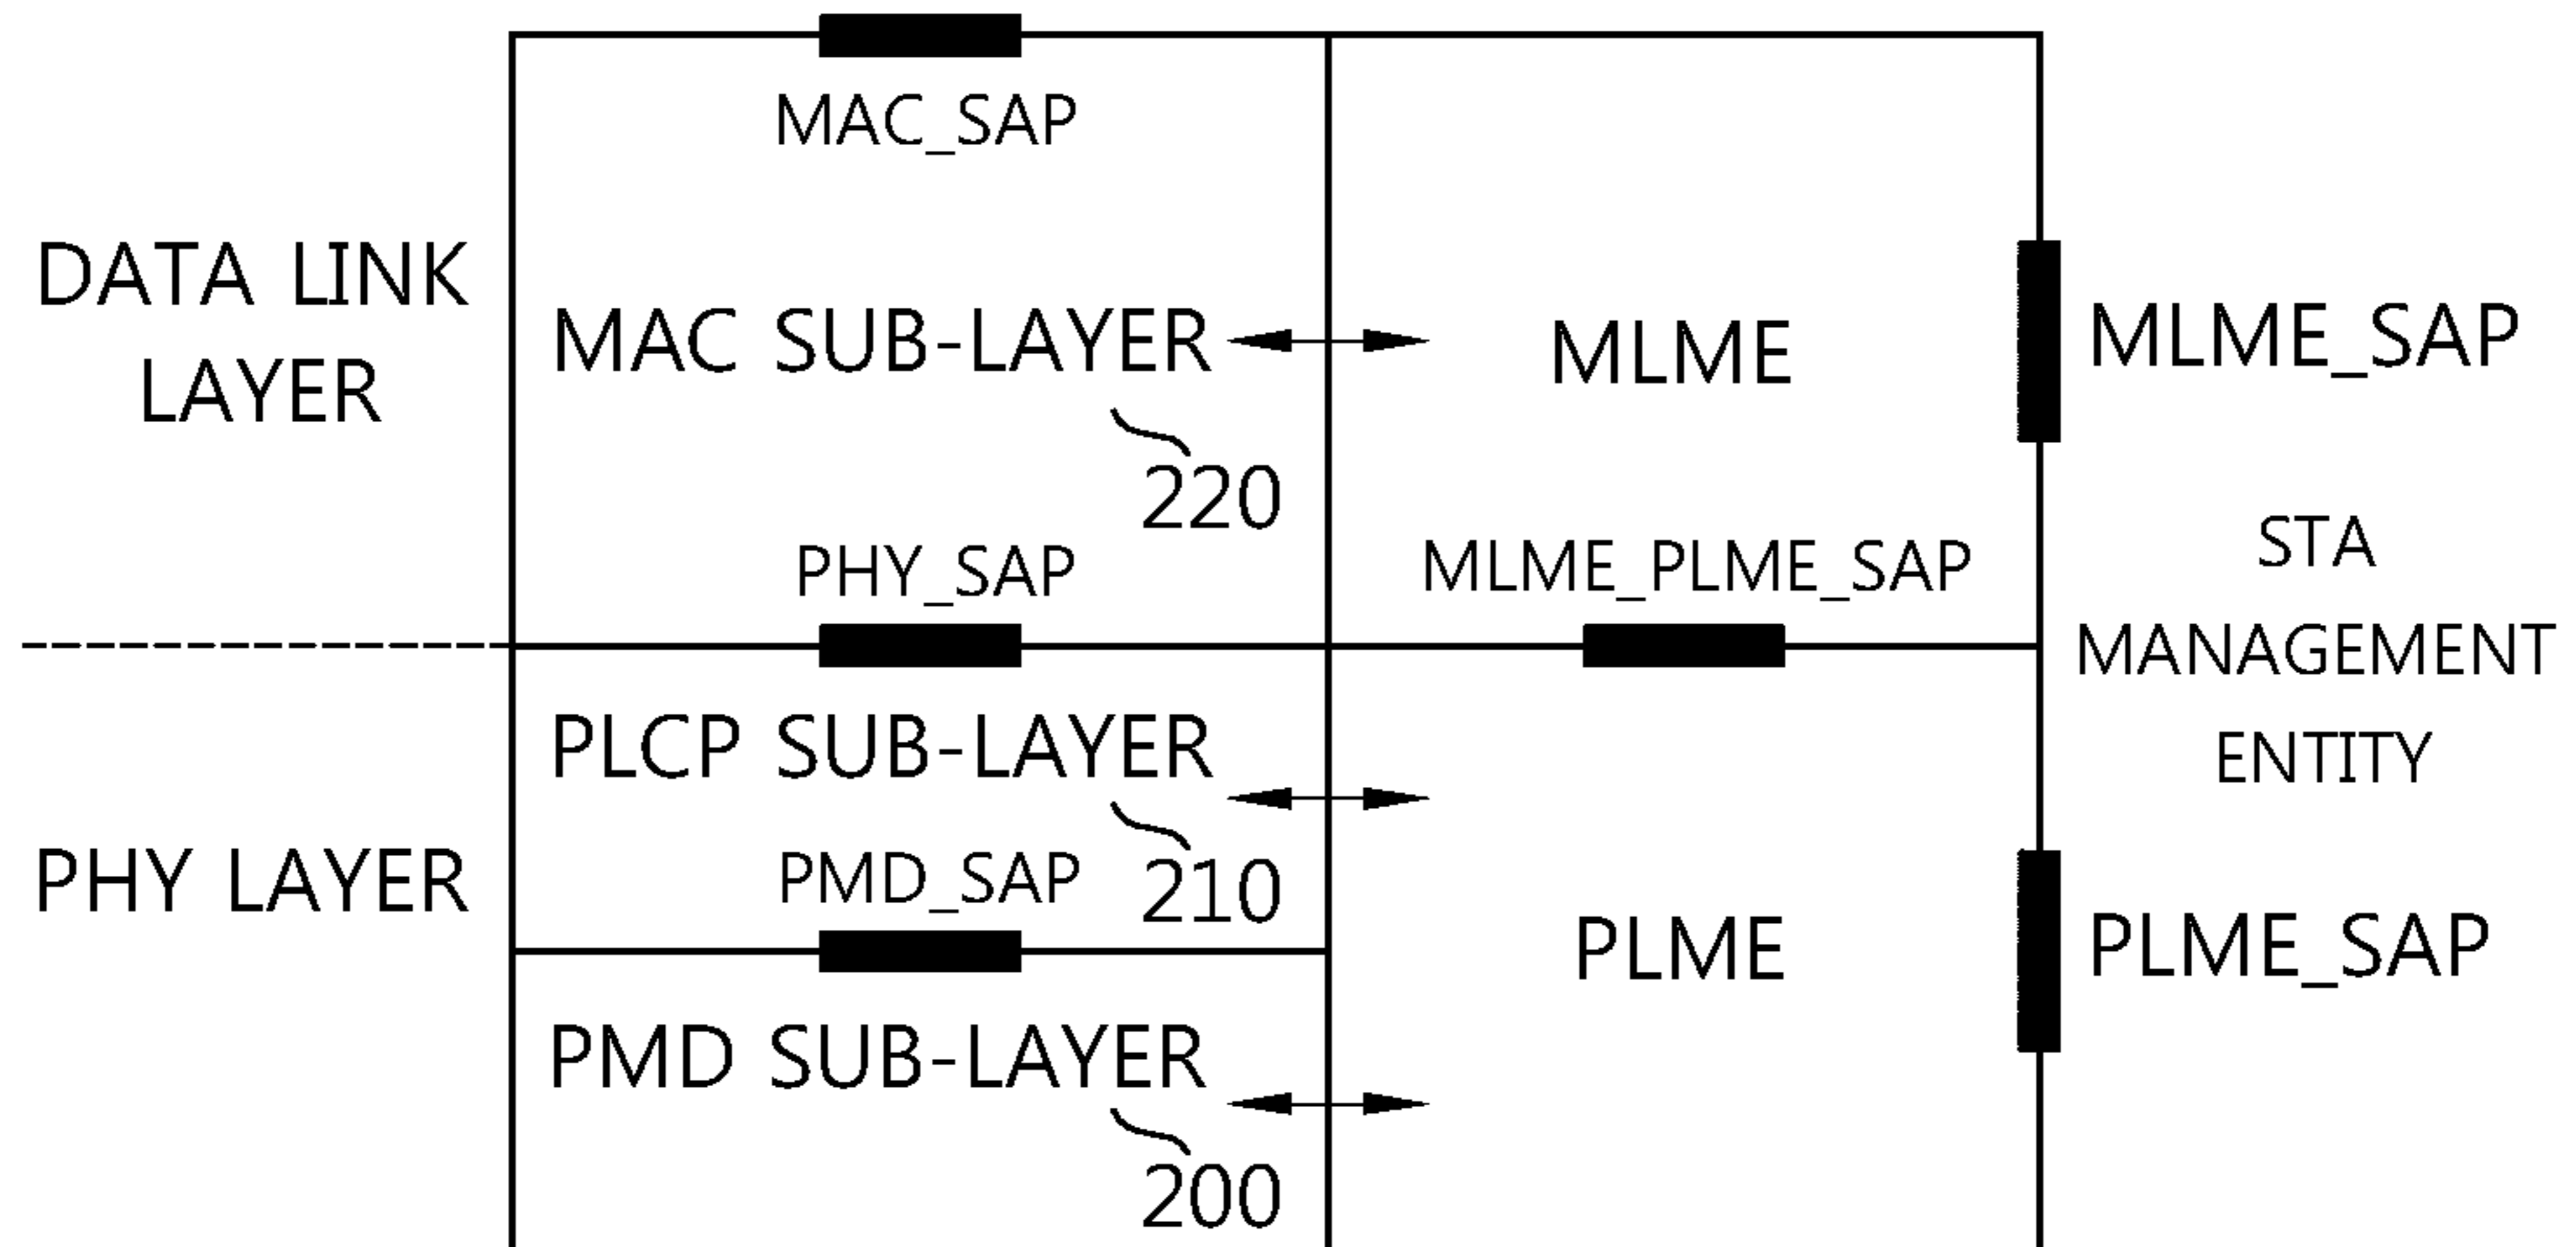 MAC_SAP
DATA LINK
LAYER
MAC SUB-LAYER
MLME
MLME_SAP
220
PHY_SAP
MLME_PLME_SAP
STA
MANAGEMENT
ENTITY
PHY LAYER
PLCP SUB-LAYER
210
PMD_SAP
PLME
PLME_SAP
PMD SUB-LAYER
200